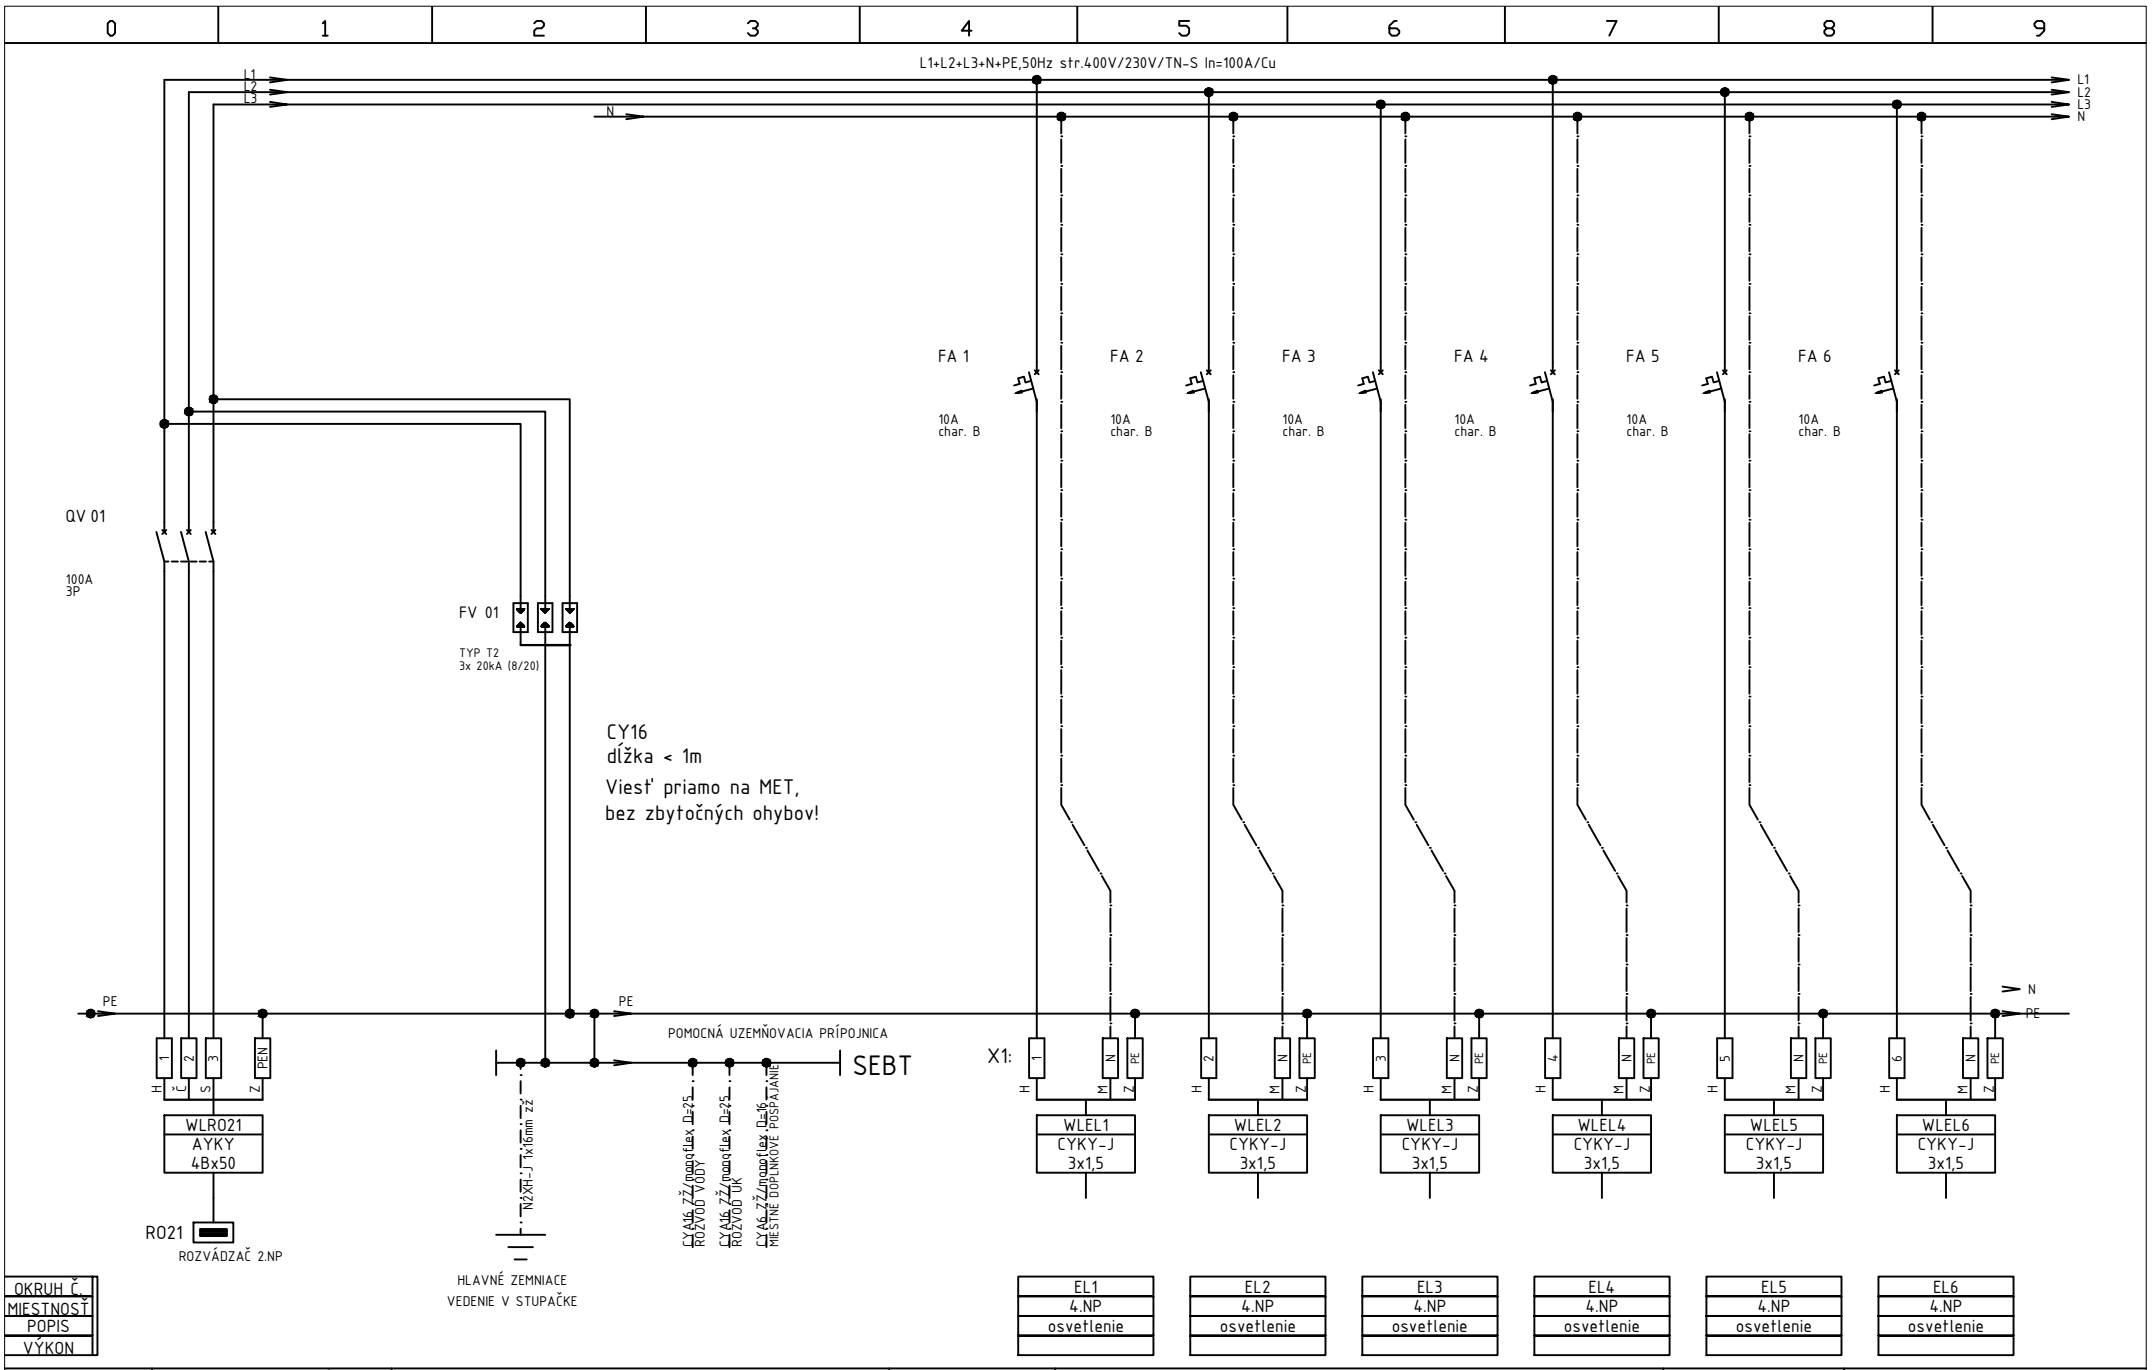 0 1 2 3 4 5 6 7 8 9
L1+L2+L3+N+PE,50Hz str.400V/230V/TN-S In=100A/Cu
L1
L2
L3
N
L1
L2
L3
N
FA 1
10A
char. B
FA 2
10A
char. B
FA 3
10A
char. B
FA 4
10A
char. B
FA 5
10A
char. B
FA 6
10A
char. B
QV 01
100A
3P
FV 01
TYP T2
3x 20kA (8/20)
CY16
dĺžka < 1m
Viesť priamo na MET,
bez zbytočných ohybov!
PE
PE
N
PE
POMOCNÁ UZEMŇOVACIA PRÍPOJNICA
SEBT
1 2 3 PEN
H Č S Z
WLRO21
AYKY
4Bx50
RO21
ROZVÁDZAČ 2.NP
N2XH-J 1x16mm zž
HLAVNÉ ZEMNIACE
VEDENIE V STUPAČKE
CYA16 ZŽ/monoflex D=25
ROZVOD VODY
CYA16 ZŽ/monoflex D=25
ROZVOD ÚK
CYA6 ZŽ/monoflex D=16
MIESTNE DOPLNKOVÉ POSPÁJANIE
X1:
1 N PE
H M Z
WLEL1
CYKY-J
3x1,5
2 N PE
H M Z
WLEL2
CYKY-J
3x1,5
3 N PE
H M Z
WLEL3
CYKY-J
3x1,5
4 N PE
H M Z
WLEL4
CYKY-J
3x1,5
5 N PE
H M Z
WLEL5
CYKY-J
3x1,5
6 N PE
H M Z
WLEL6
CYKY-J
3x1,5
OKRUH Č.
MIESTNOSŤ
POPIS
VÝKON
EL1
4.NP
osvetlenie
EL2
4.NP
osvetlenie
EL3
4.NP
osvetlenie
EL4
4.NP
osvetlenie
EL5
4.NP
osvetlenie
EL6
4.NP
osvetlenie